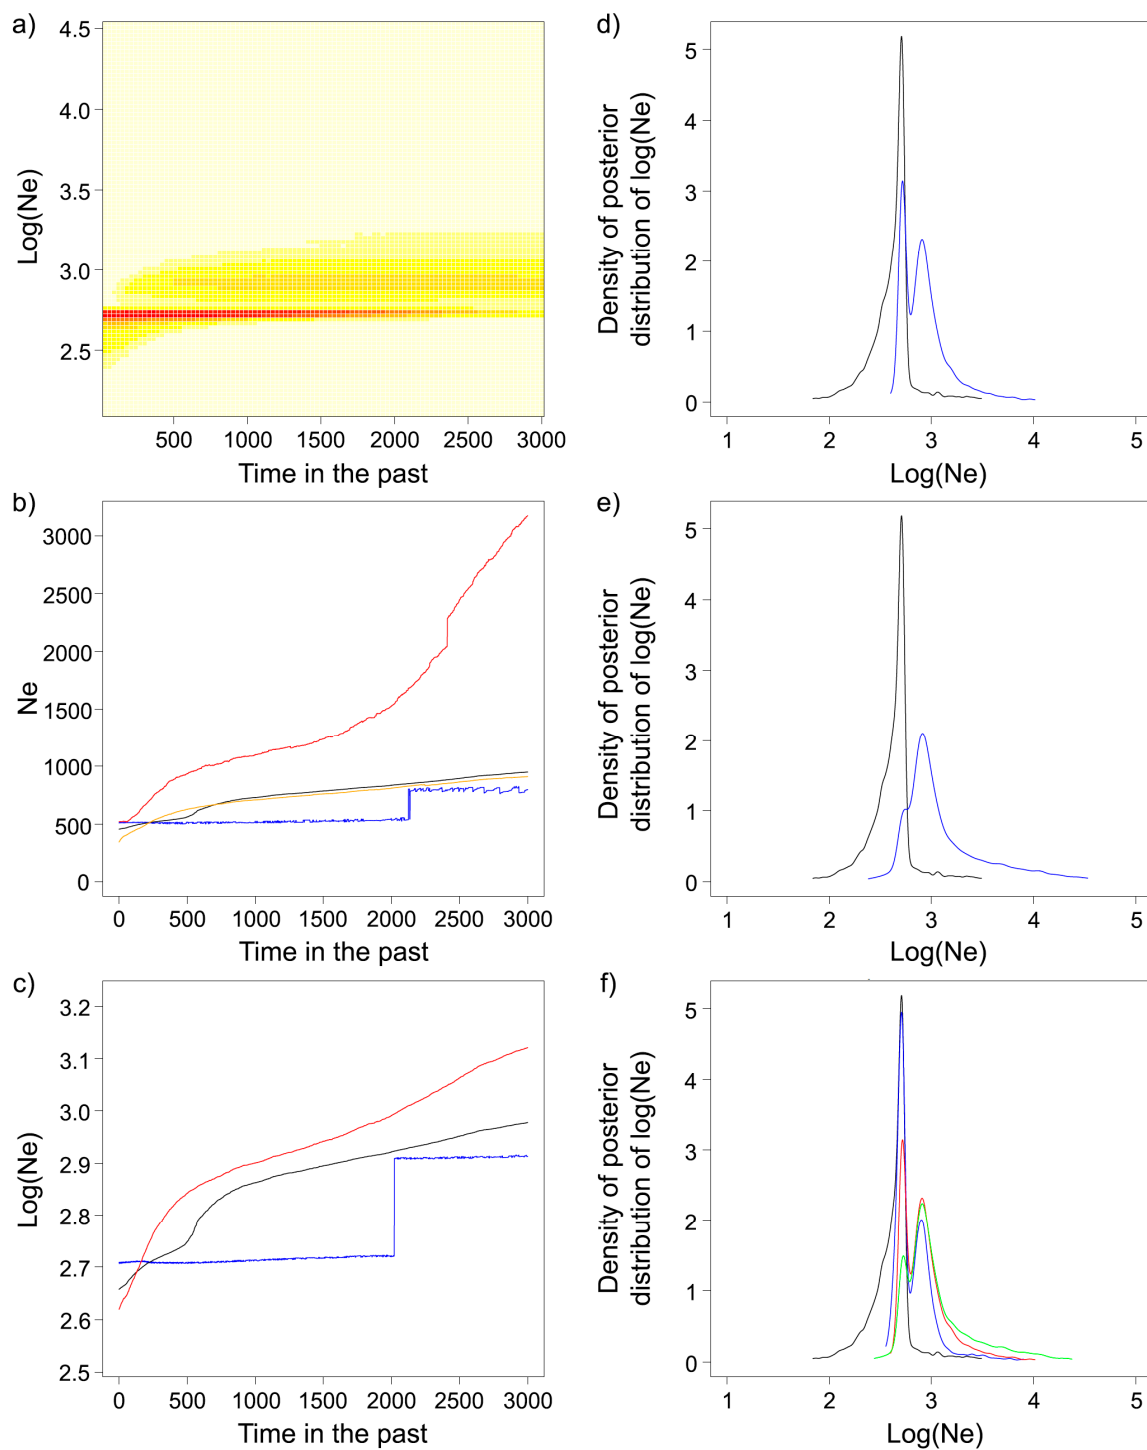 a)
4.5
4.0
3.5
3.0
2.5
Log(Ne)
500 1000 1500 2000 2500 3000
Time in the past
d)
5
4
3
2
1
0
Density of posterior
distribution of log(Ne)
1 2 3 4 5
Log(Ne)
b)
3000
2500
2000
1500
1000
500
0
Ne
0 500 1000 1500 2000 2500 3000
Time in the past
e)
5
4
3
2
1
0
Density of posterior
distribution of log(Ne)
1 2 3 4 5
Log(Ne)
c)
3.2
3.1
3.0
2.9
2.8
2.7
2.6
2.5
Log(Ne)
0 500 1000 1500 2000 2500 3000
Time in the past
f)
5
4
3
2
1
0
Density of posterior
distribution of log(Ne)
1 2 3 4 5
Log(Ne)